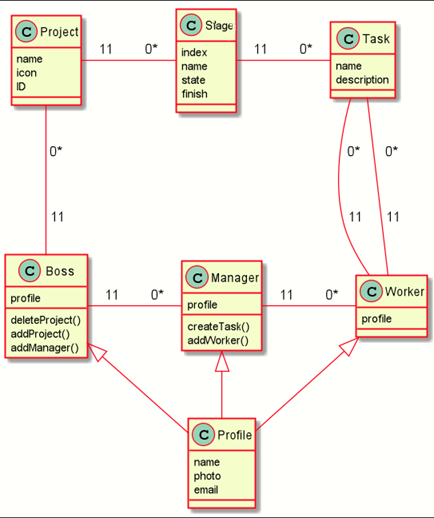 C Project
name
icon
ID
11 0*
C Stage
index
name
state
finish
11 0*
C Task
name
description
0*
11
0* 0*
11 11
C Boss
profile
deleteProject()
addProject()
addManager()
11 0*
C Manager
profile
createTask()
addWorker()
11 0*
C Worker
profile
C Profile
name
photo
email